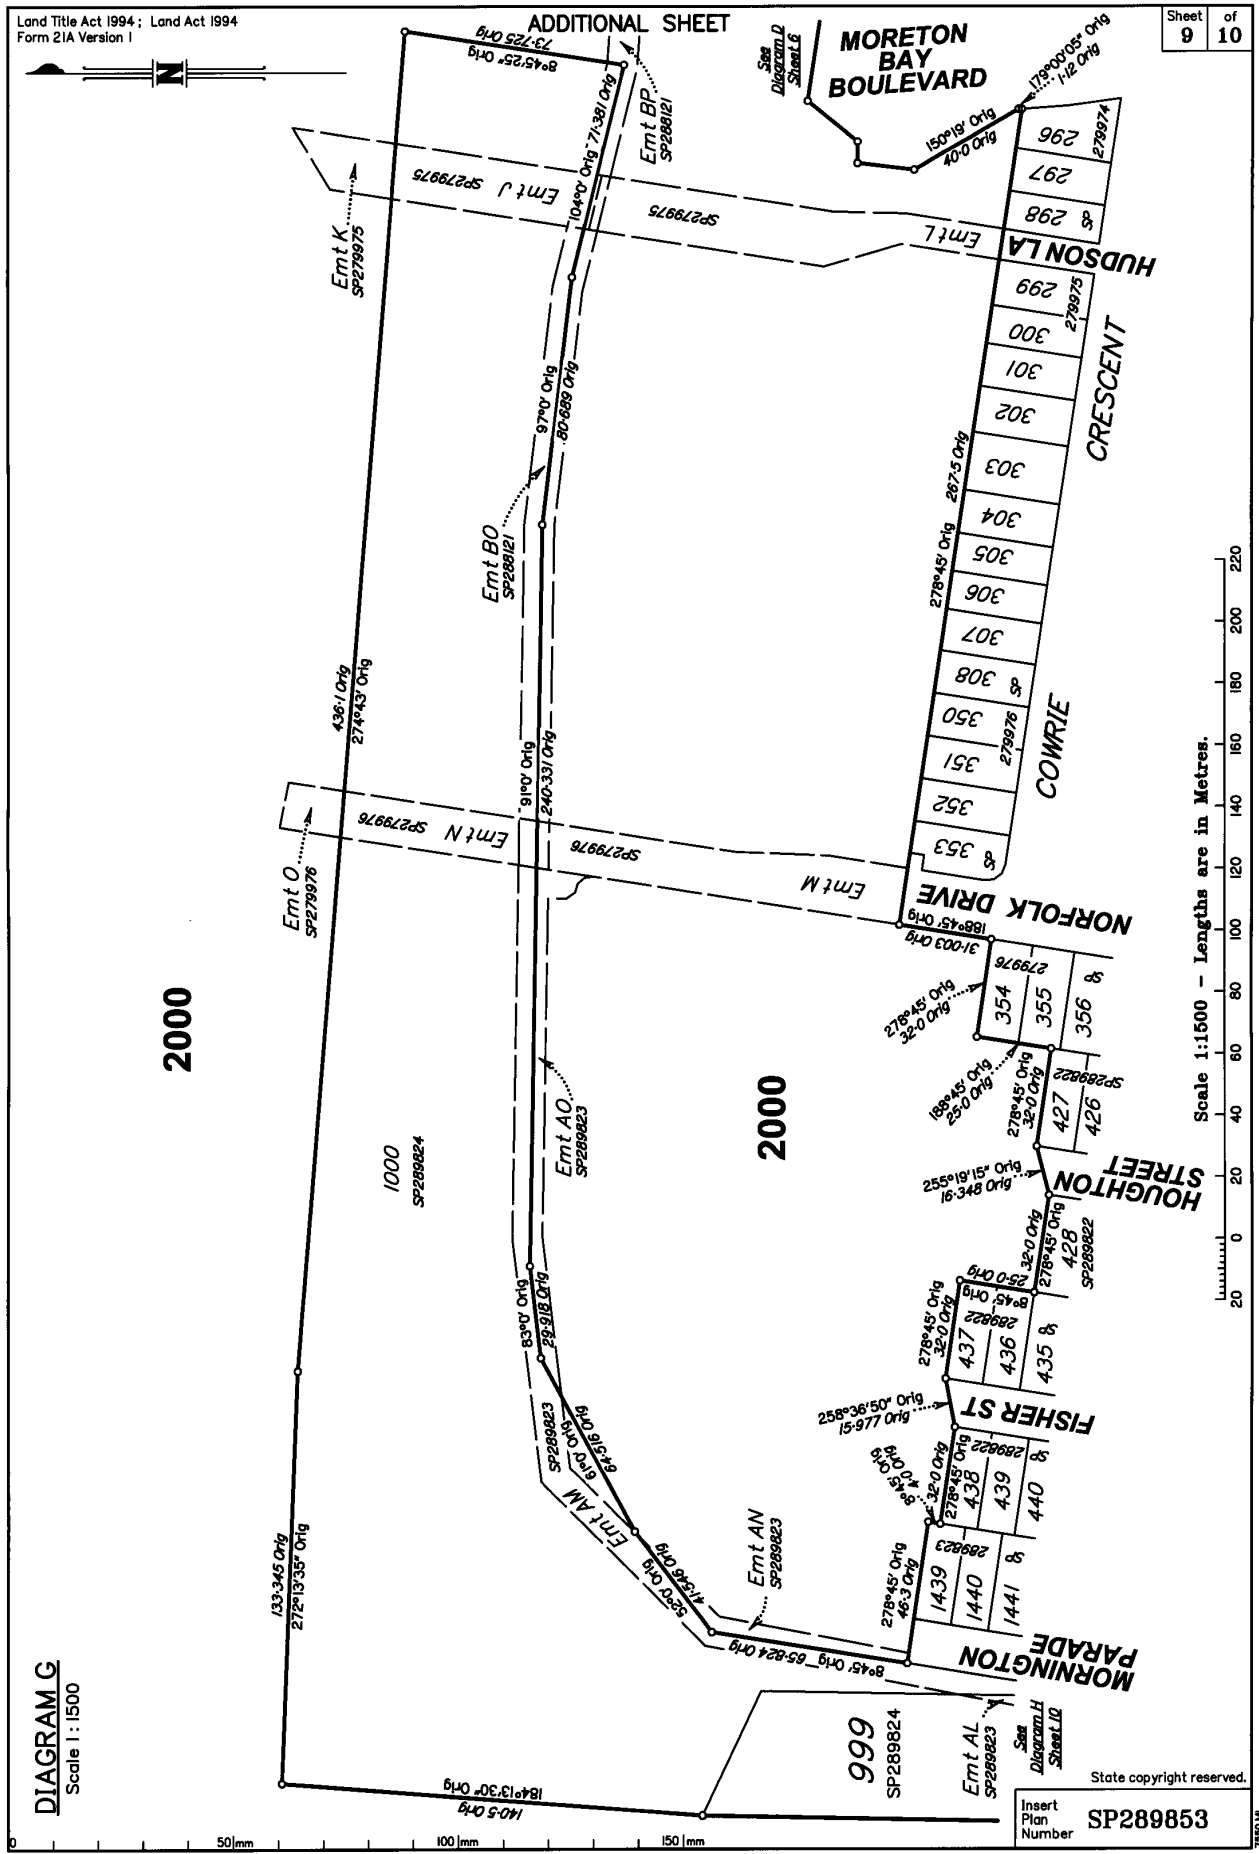 Land Title Act 1994 ; Land Act 1994
Form 21A Version 1
ADDITIONAL SHEET
Sheet
9
of
10
N
73·725 Orig
8°45'25" Orig
See
Diagram D
Sheet 6
MORETON
BAY
BOULEVARD
179°00'05" Orig
1·12 Orig
150°19' Orig
40·0 Orig
Emt BP
SP288121
104°0' Orig
71·381 Orig
Emt K
SP279975
Emt J
SP279975
SP279975
Emt L
296
279974
297
298
SP
HUDSON LA
299
279975
300
301
302
303
304
305
306
307
308
SP
350
279976
351
352
353
SP
CRESCENT
COWRIE
267·5 Orig
278°45' Orig
97°0' Orig
80·689 Orig
Emt BO
SP288121
436·1 Orig
274°43' Orig
91°0' Orig
240·331 Orig
Emt O
SP279976
Emt N
SP279976
SP279976
Emt M
NORFOLK DRIVE
188°45' Orig
31·003 Orig
2000
2000
1000
SP289824
Emt AO
SP289823
278°45' Orig
32·0 Orig
279976
354
355
356
SP
188°45' Orig
25·0 Orig
278°45' Orig
32·0 Orig
SP289822
427
426
255°19'15" Orig
16·348 Orig
HOUGHTON
STREET
32·0 Orig
278°45' Orig
428
SP289822
25·0 Orig
8°45' Orig
278°45' Orig
32·0 Orig
289822
437
436
435
SP
258°36'50" Orig
15·977 Orig
FISHER ST
8°45' Orig
4·0 Orig
32·0 Orig
278°45' Orig
289822
438
439
440
SP
278°45' Orig
46·3 Orig
289823
1439
1440
1441
SP
MORNINGTON
PARADE
83°0' Orig
29·918 Orig
SP289823
61°0' Orig
64·516 Orig
Emt AM
52°0' Orig
41·546 Orig
Emt AN
SP289823
8°45' Orig
65·824 Orig
133·345 Orig
272°13'35" Orig
184°13'30" Orig
140·5 Orig
999
SP289824
Emt AL
SP289823
See
Diagram H
Sheet 10
DIAGRAM G
Scale 1 : 1500
Scale 1:1500 – Lengths are in Metres.
20
0
20
40
60
80
100
120
140
160
180
200
220
State copyright reserved.
Insert
Plan
Number
SP289853
0
50 mm
100 mm
150 mm